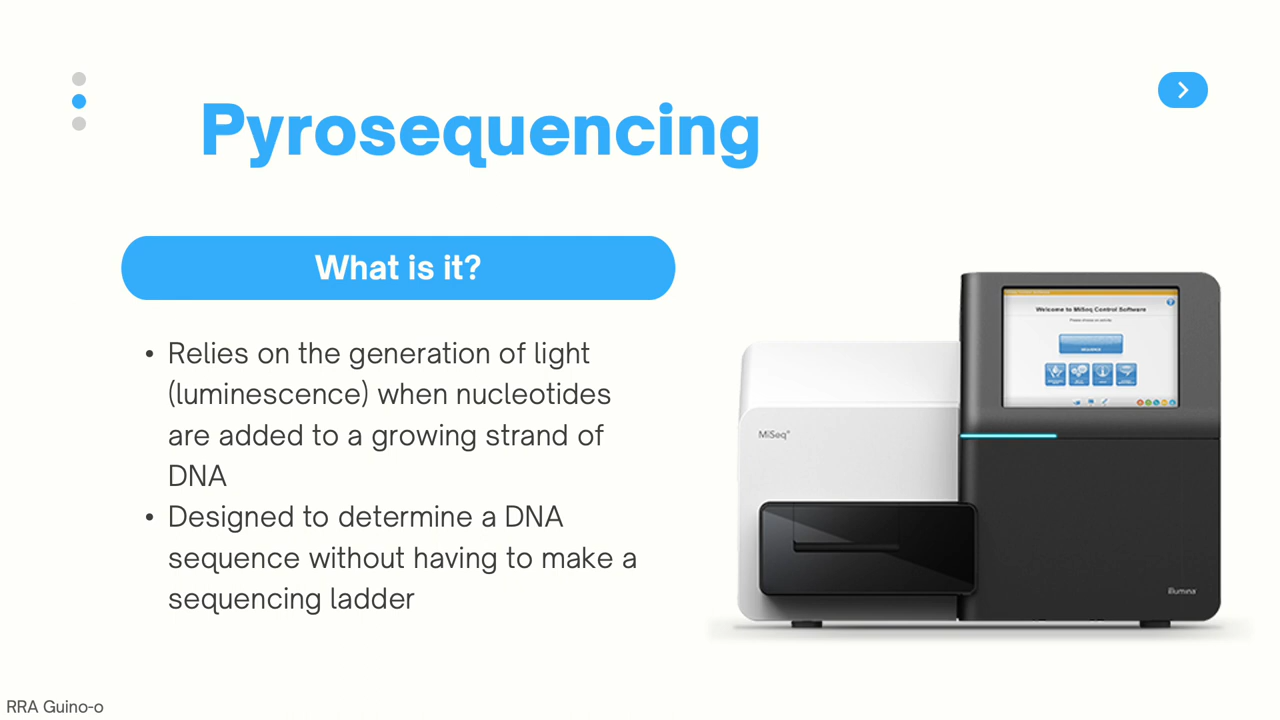 Pyrosequencing
What is it?
• Relies on the generation of light
(luminescence) when nucleotides
are added to a growing strand of
DNA
• Designed to determine a DNA
sequence without having to make a
sequencing ladder
Welcome to MiSeq Control Software
SEQUENCE
MiSeq
illumina
RRA Guino-o